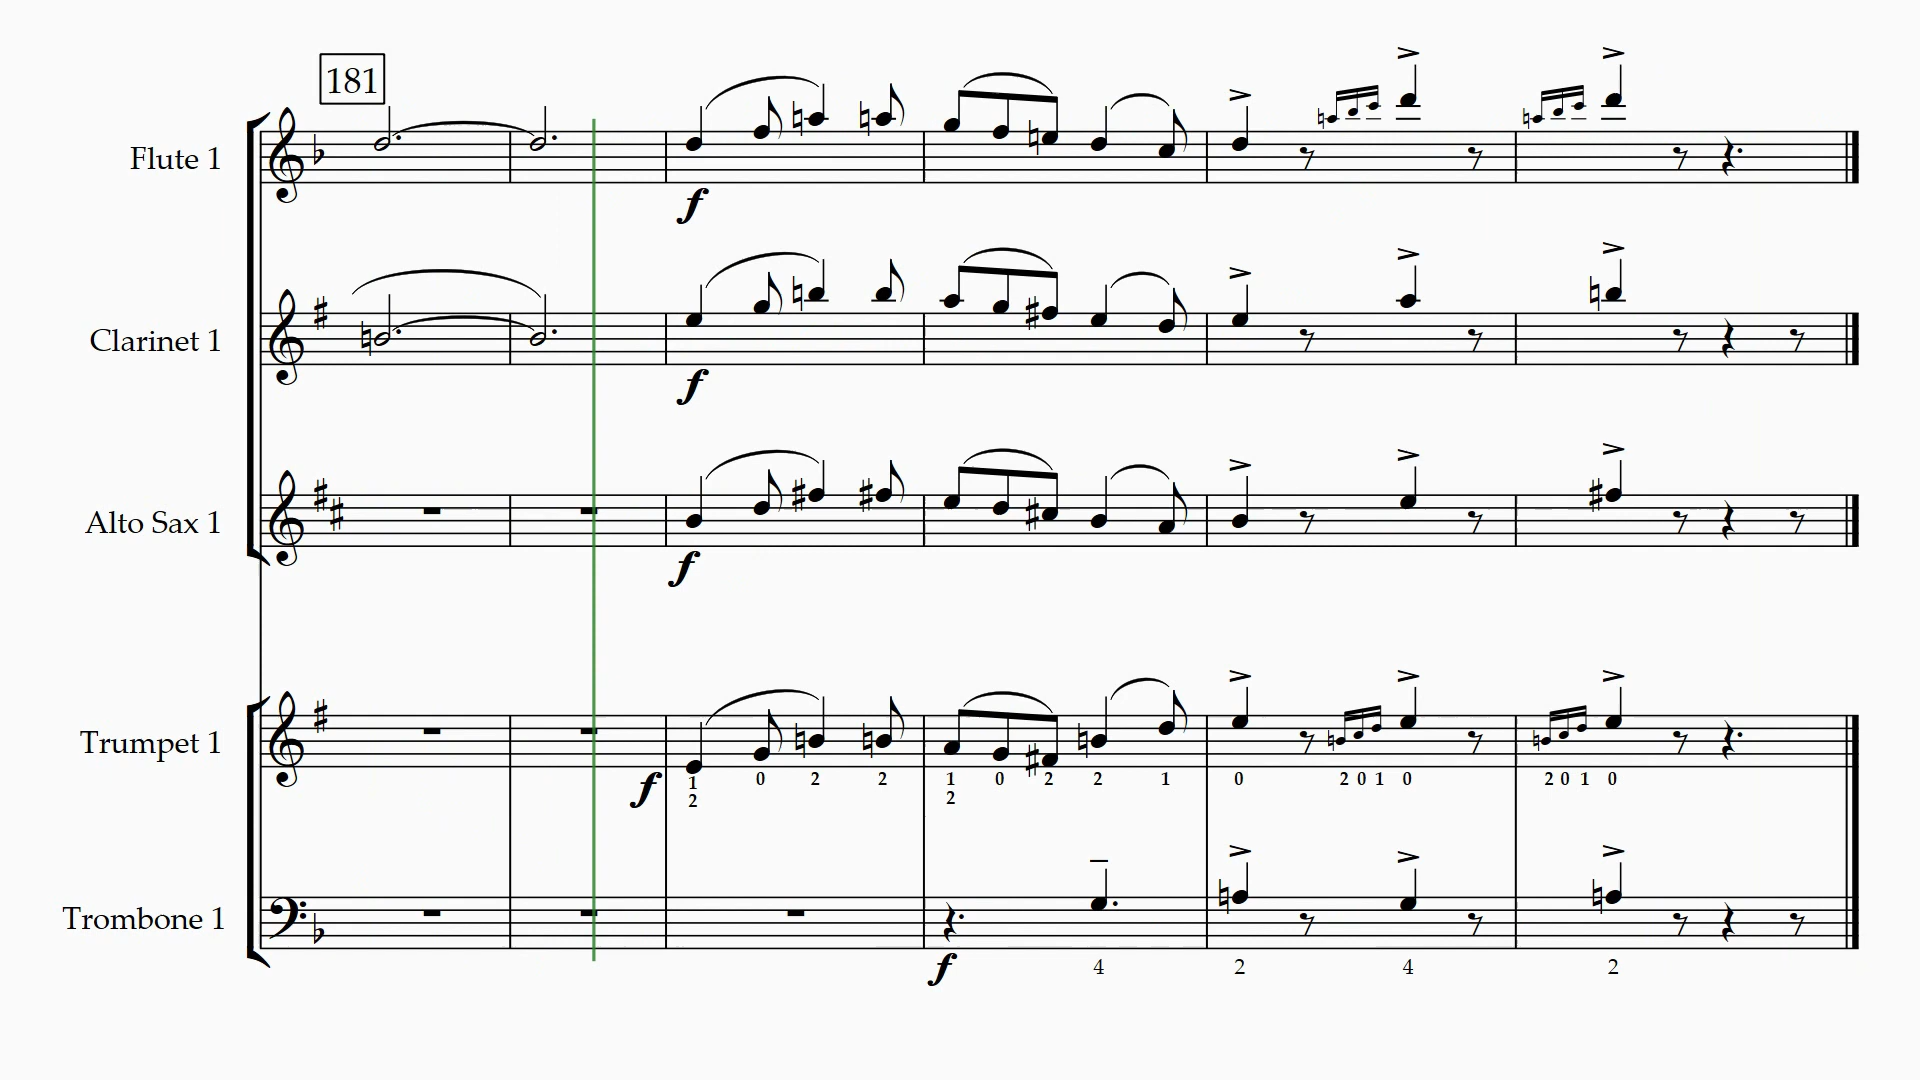 181
Flute 1
f
Clarinet 1
f
Alto Sax 1
f
Trumpet 1
f 1 0 2 2 1 0 2 2 1 0 2 0 1 0 2 0 1 0
2 2
Trombone 1
f 4 2 4 2